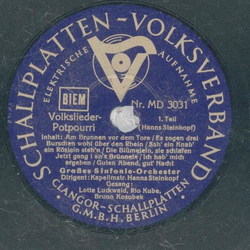 SCHALLPLATTEN-VOLKSVERBAND
ELEKTRISCHE AUFNAHME
BIEM
Nr. MD 3031
Volkslieder-
Potpourri
1. Teil
(Hanns Steinkopf)
Inhalt: Am Brunnen vor dem Tore / Es zogen drei
Burschen wohl über den Rhein / Sah ein Knab'
ein Röslein steh'n / Die Blümelein, sie schlafen
Jetzt gang i an's Brünnele / Ich hab' mich
ergeben / Guten Abend, gut' Nacht
Großes Sinfonie-Orchester
Dirigent: Kapellmstr. Hanns Steinkopf
Gesang:
Lotte Luckwald, Rio Kube,
Bruno Kosubek
CLANGOR-SCHALLPLATTEN
G.M.B.H. BERLIN